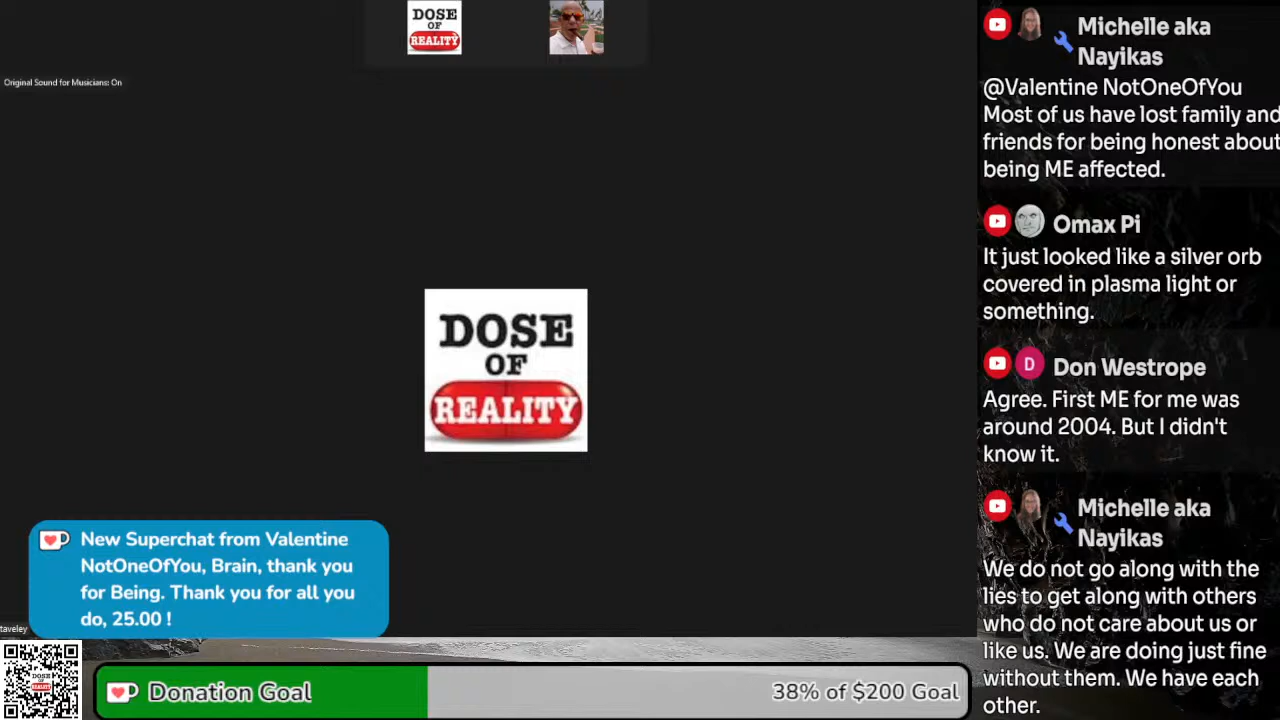 DOSE
OF
REALITY
Original Sound for Musicians: On
DOSE
OF
REALITY
New Superchat from Valentine
NotOneOfYou, Brain, thank you
for Being. Thank you for all you
do, 25.00 !
taveley
DOSE
OF
REALITY
Donation Goal
38% of $200 Goal
Michelle aka
Nayikas
@Valentine NotOneOfYou
Most of us have lost family and
friends for being honest about
being ME affected.
Omax Pi
It just looked like a silver orb
covered in plasma light or
something.
D
Don Westrope
Agree. First ME for me was
around 2004. But I didn't
know it.
Michelle aka
Nayikas
We do not go along with the
lies to get along with others
who do not care about us or
like us. We are doing just fine
without them. We have each
other.